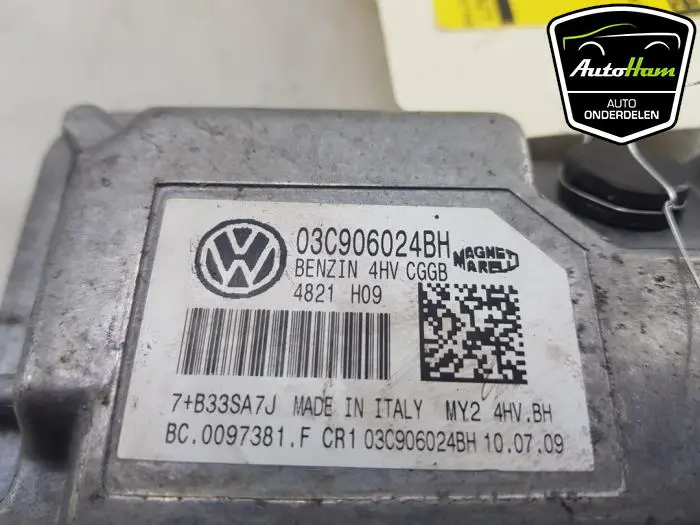 AutoHam
AUTO
ONDERDELEN
03C906024BH
BENZIN 4HV CGGB
MAGNETI
MARELLI
4821 H09
7+B33SA7J MADE IN ITALY MY2 4HV.BH
BC.0097381.F CR1 03C906024BH 10.07.09